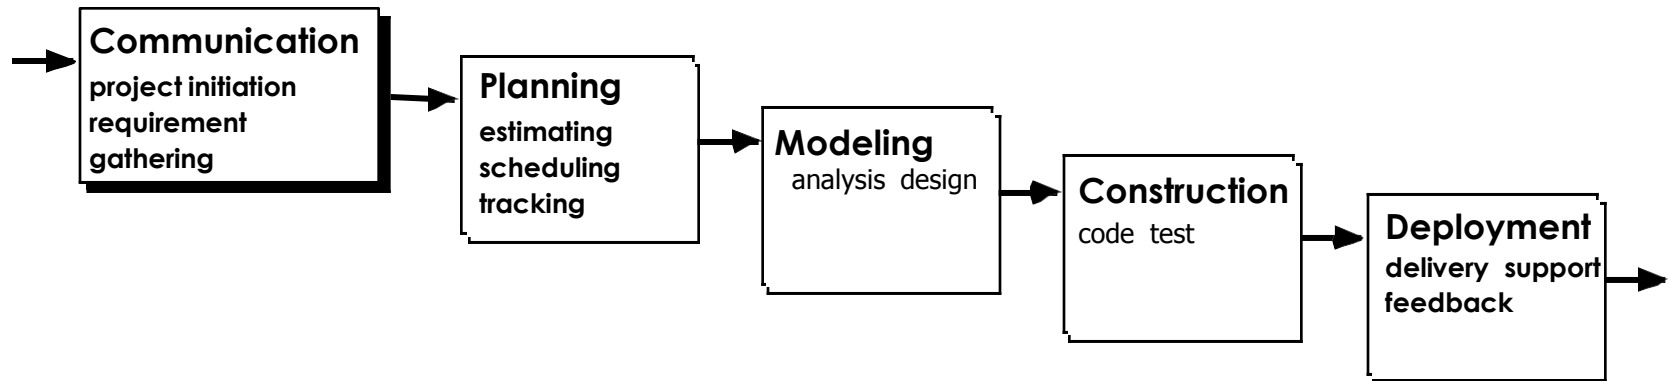 Communication
project initiation
requirement
gathering
Planning
estimating
scheduling
tracking
Modeling
analysis design
Construction
code test
Deployment
delivery support
feedback